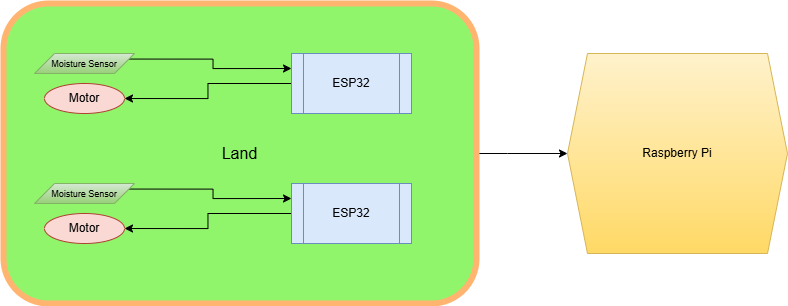 Moisture Sensor
ESP32
Motor
Land
Raspberry Pi
Moisture Sensor
ESP32
Motor